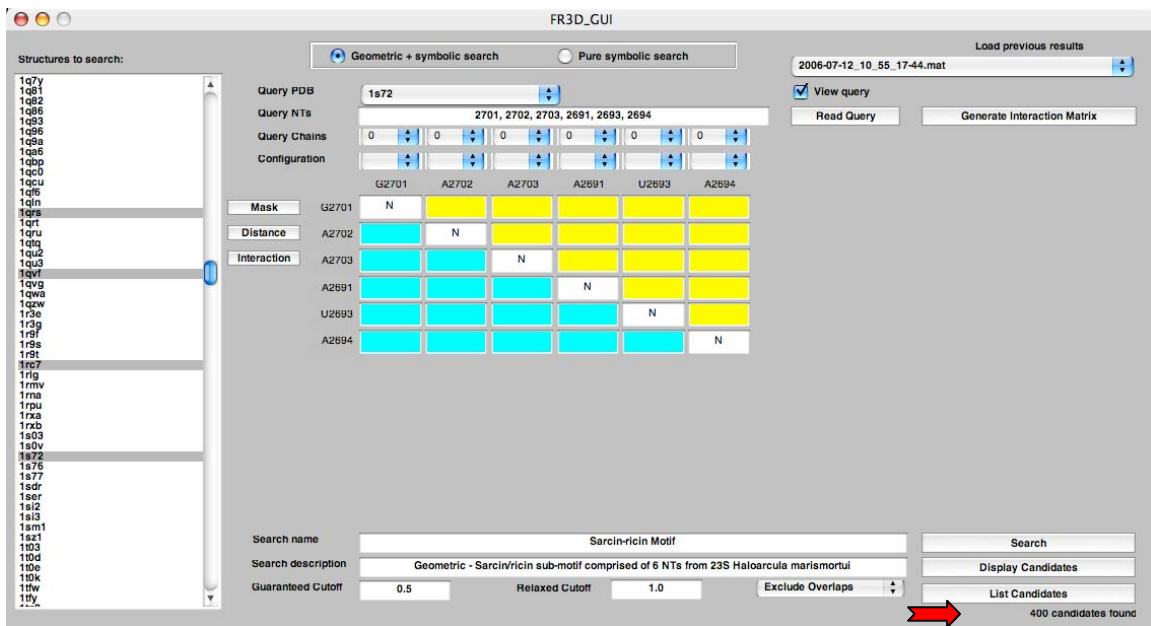 FR3D_GUI
Structures to search:
1q7y
1q81
1q82
1q86
1q93
1q96
1q9a
1qa6
1qbp
1qc0
1qcu
1qf6
1qln
1qrs
1qrt
1qru
1qtq
1qu2
1qu3
1qvf
1qvg
1qwa
1qzw
1r3e
1r3g
1r9f
1r9s
1r9t
1rc7
1rlg
1rmv
1rna
1rpu
1rxa
1rxb
1s03
1s0v
1s72
1s76
1s77
1sdr
1ser
1si2
1si3
1sm1
1sz1
1t03
1t0d
1t0e
1t0k
1tfw
1tfy
Geometric + symbolic search Pure symbolic search
Query PDB 1s72
Query NTs 2701, 2702, 2703, 2691, 2693, 2694
Query Chains 0 0 0 0 0 0
Configuration
G2701 A2702 A2703 A2691 U2693 A2694
Mask G2701 N
Distance A2702 N
Interaction A2703 N
A2691 N
U2693 N
A2694 N
Load previous results
2006-07-12_10_55_17-44.mat
View query
Read Query Generate Interaction Matrix
Search name Sarcin-ricin Motif
Search description Geometric - Sarcin/ricin sub-motif comprised of 6 NTs from 23S Haloarcula marismortui
Guaranteed Cutoff 0.5 Relaxed Cutoff 1.0 Exclude Overlaps
Search
Display Candidates
List Candidates
400 candidates found